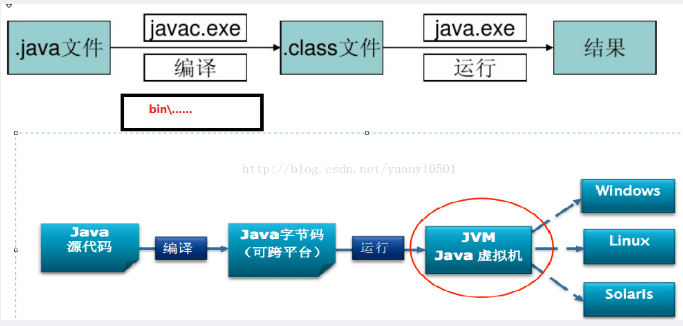 javac.exe
java.exe
.java文件
.class文件
结果
编译
运行
bin\......
http://blog.csdn.net/yuanyi0501
Windows
Java
源代码
编译
Java字节码
(可跨平台)
运行
JVM
Java 虚拟机
Linux
Solaris